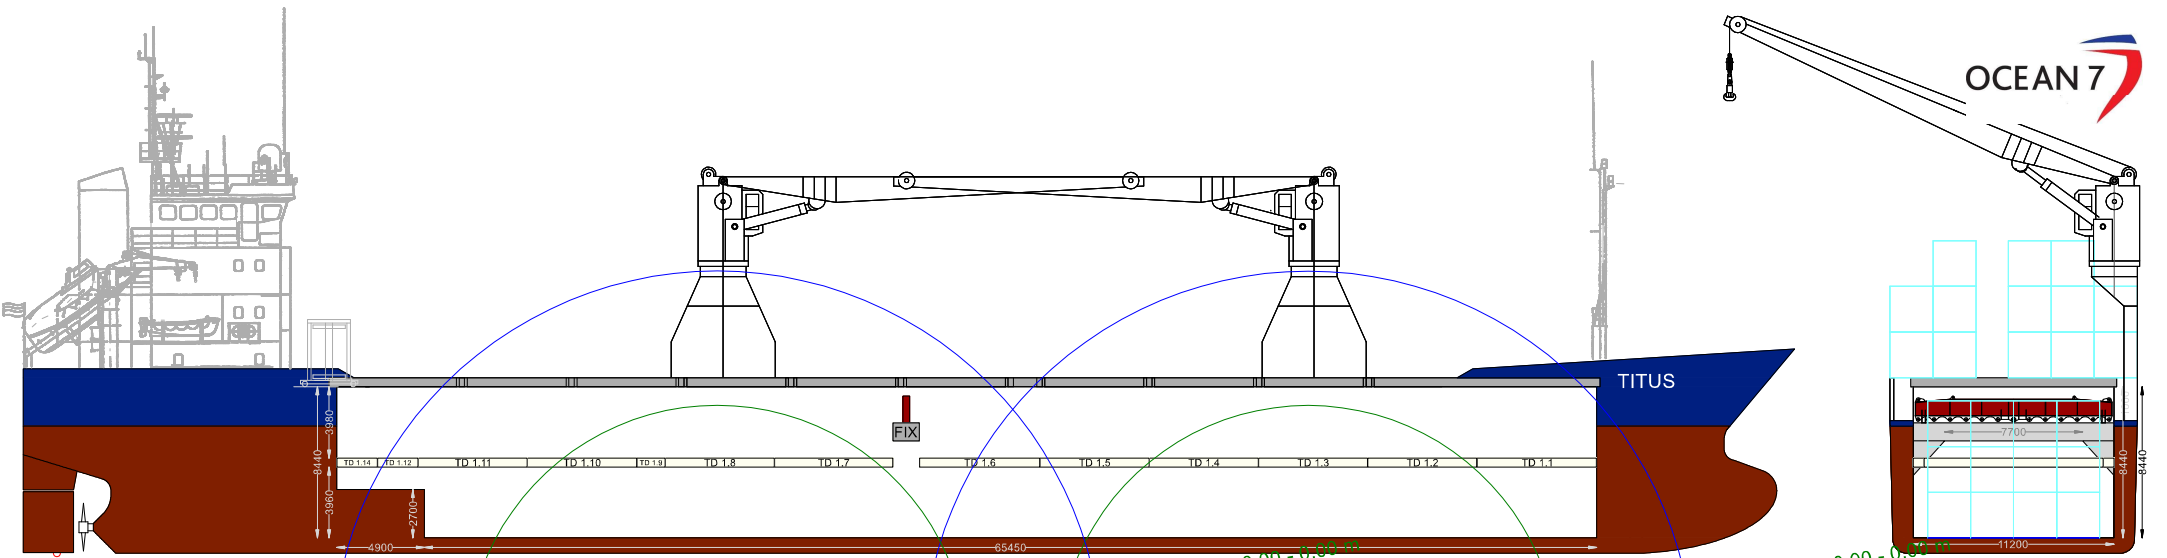 OCEAN 7
TITUS
FIX
TD 1.14
TD 1.12
TD 1.11
TD 1.10
TD 1.9
TD 1.8
TD 1.7
TD 1.6
TD 1.5
TD 1.4
TD 1.3
TD 1.2
TD 1.1
3980
8440
3960
2700
4900
65450
7700
8440
8440
11200